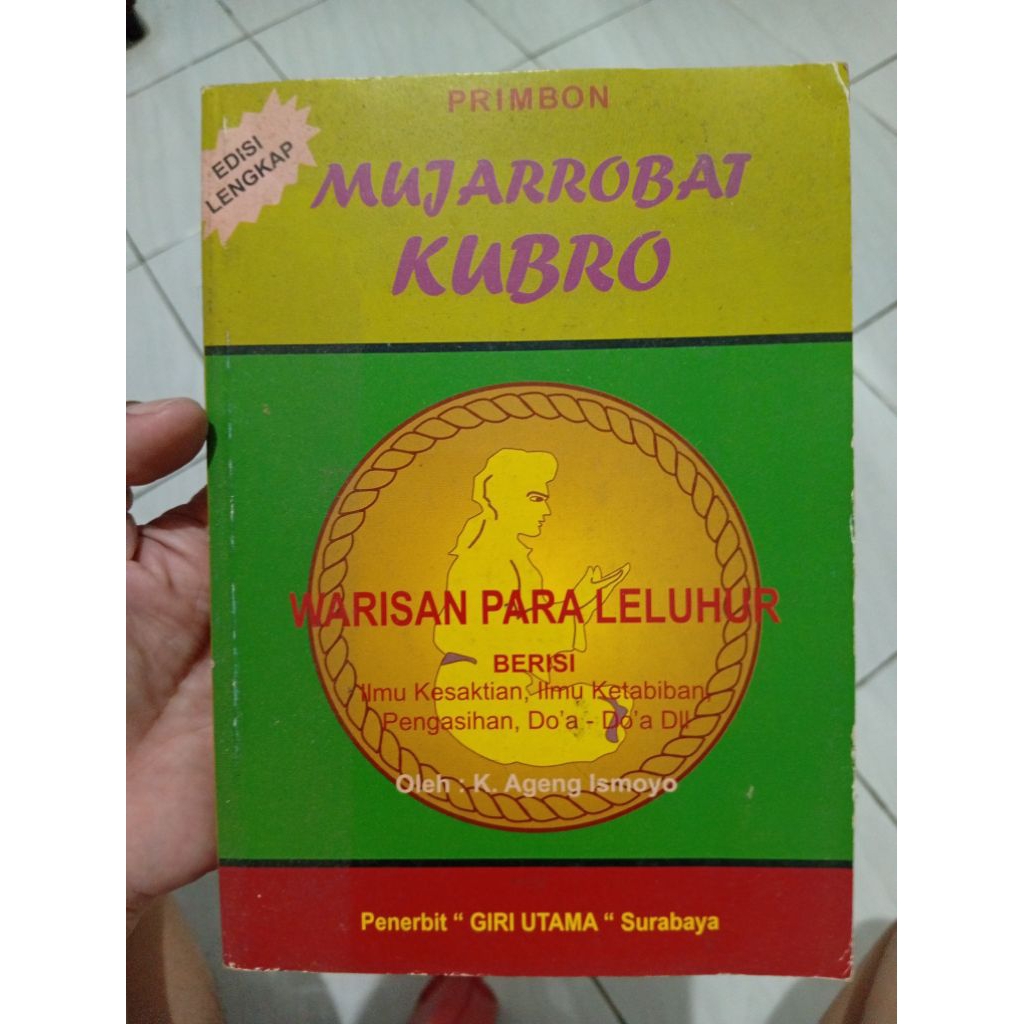 PRIMBON
EDISI
LENGKAP
MUJARROBAT
KUBRO
WARISAN PARA LELUHUR
BERISI
Ilmu Kesaktian, Ilmu Ketabiban,
Pengasihan, Do'a - Do'a Dll
Oleh : K. Ageng Ismoyo
Penerbit “ GIRI UTAMA “ Surabaya